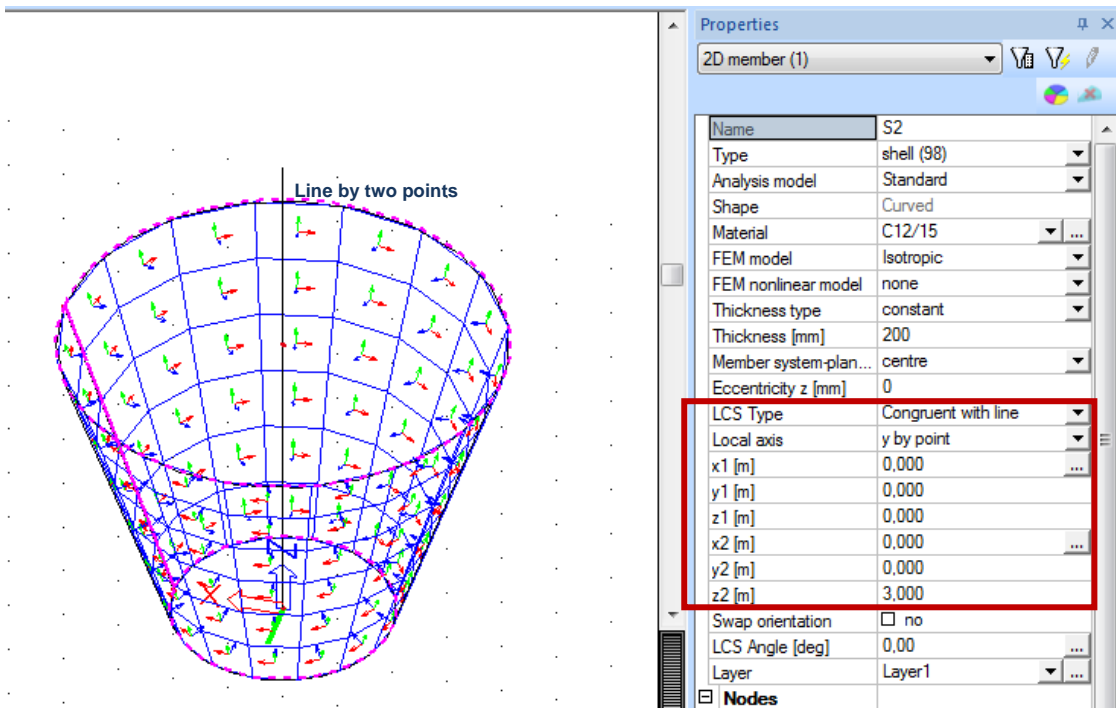 Properties
2D member (1)
Name S2
Type shell (98)
Analysis model Standard
Shape Curved
Material C12/15 ...
FEM model Isotropic
FEM nonlinear model none
Thickness type constant
Thickness [mm] 200
Member system-plan... centre
Eccentricity z [mm] 0
LCS Type Congruent with line
Local axis y by point
x1 [m] 0,000 ...
y1 [m] 0,000
z1 [m] 0,000
x2 [m] 0,000 ...
y2 [m] 0,000
z2 [m] 3,000
Swap orientation no
LCS Angle [deg] 0,00 ...
Layer Layer1 ...
Nodes
Line by two points
Z
X